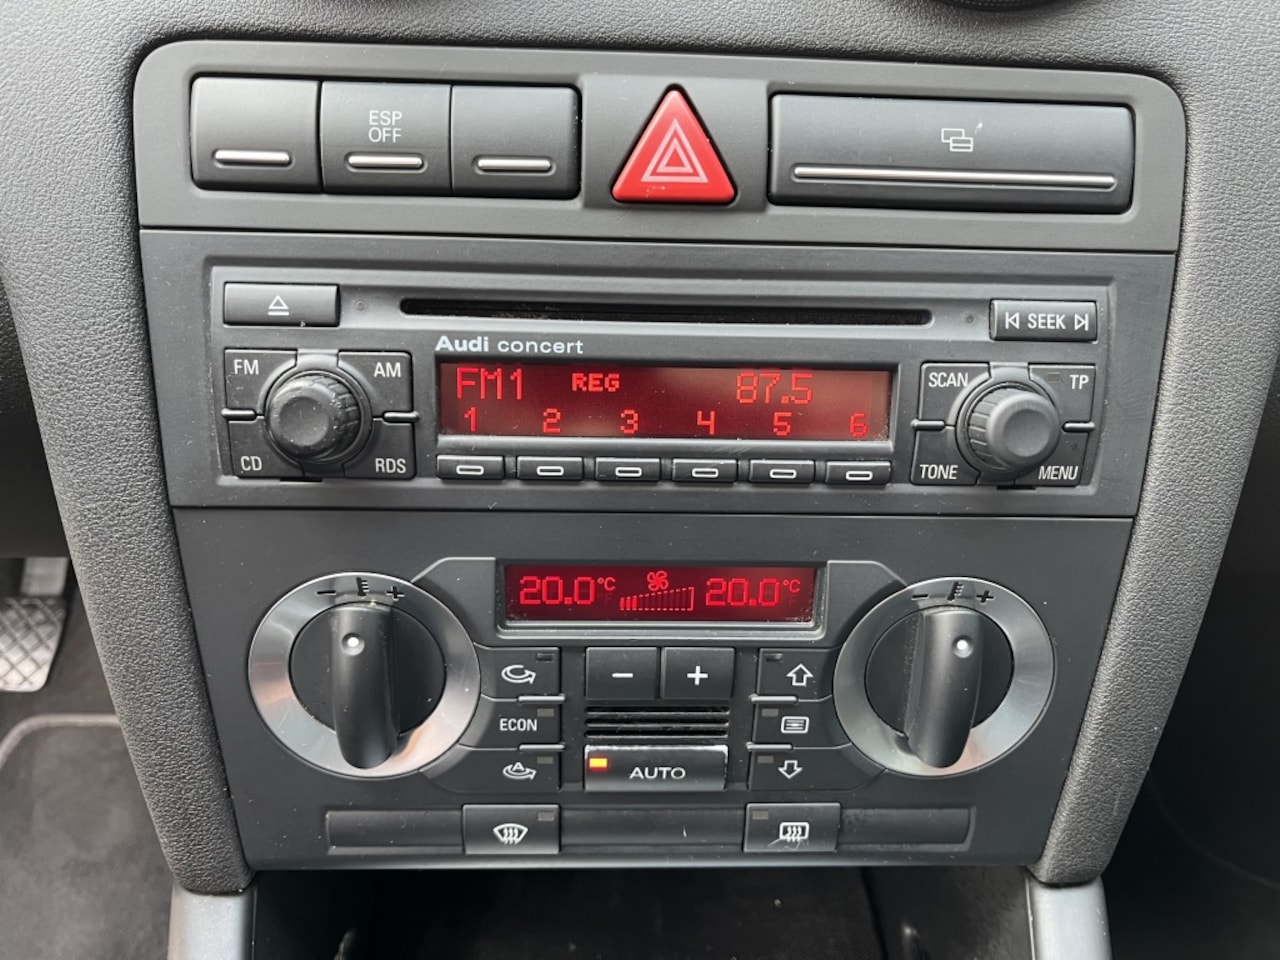 ESP
OFF
SEEK
Audi concert
FM AM
FM1 REG 87.5
SCAN TP
1 2 3 4 5 6
CD RDS
TONE MENU
20.0°C 20.0°C
- +
- +
- +
ECON
A
AUTO